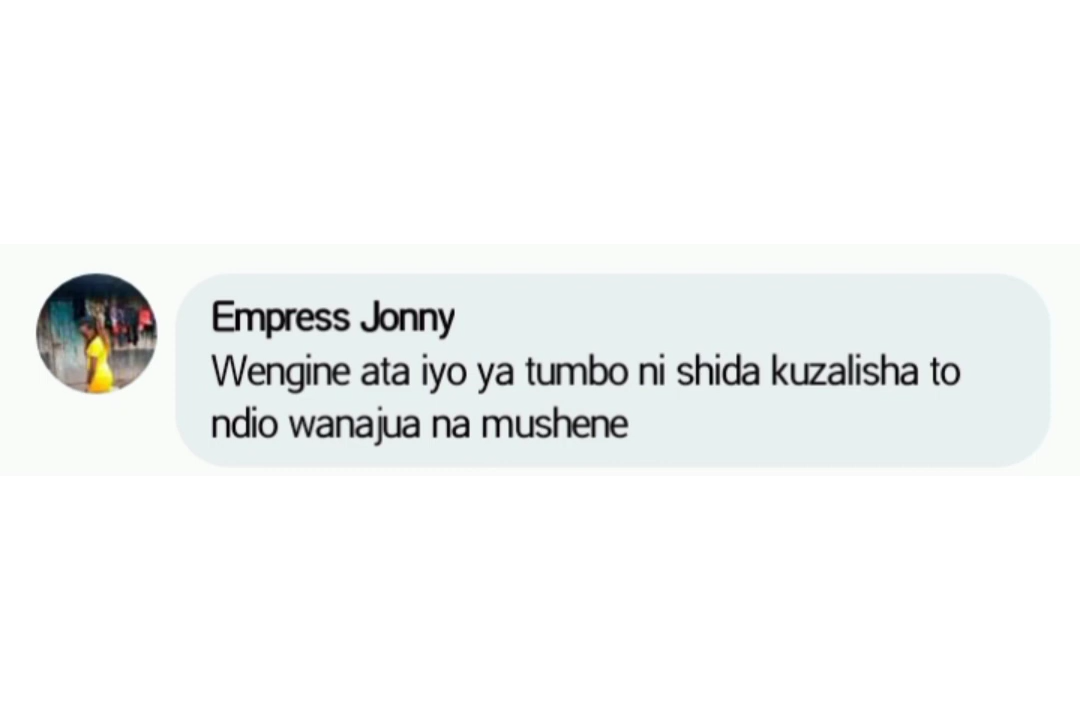 Empress Jonny
Wengine ata iyo ya tumbo ni shida kuzalisha to
ndio wanajua na mushene